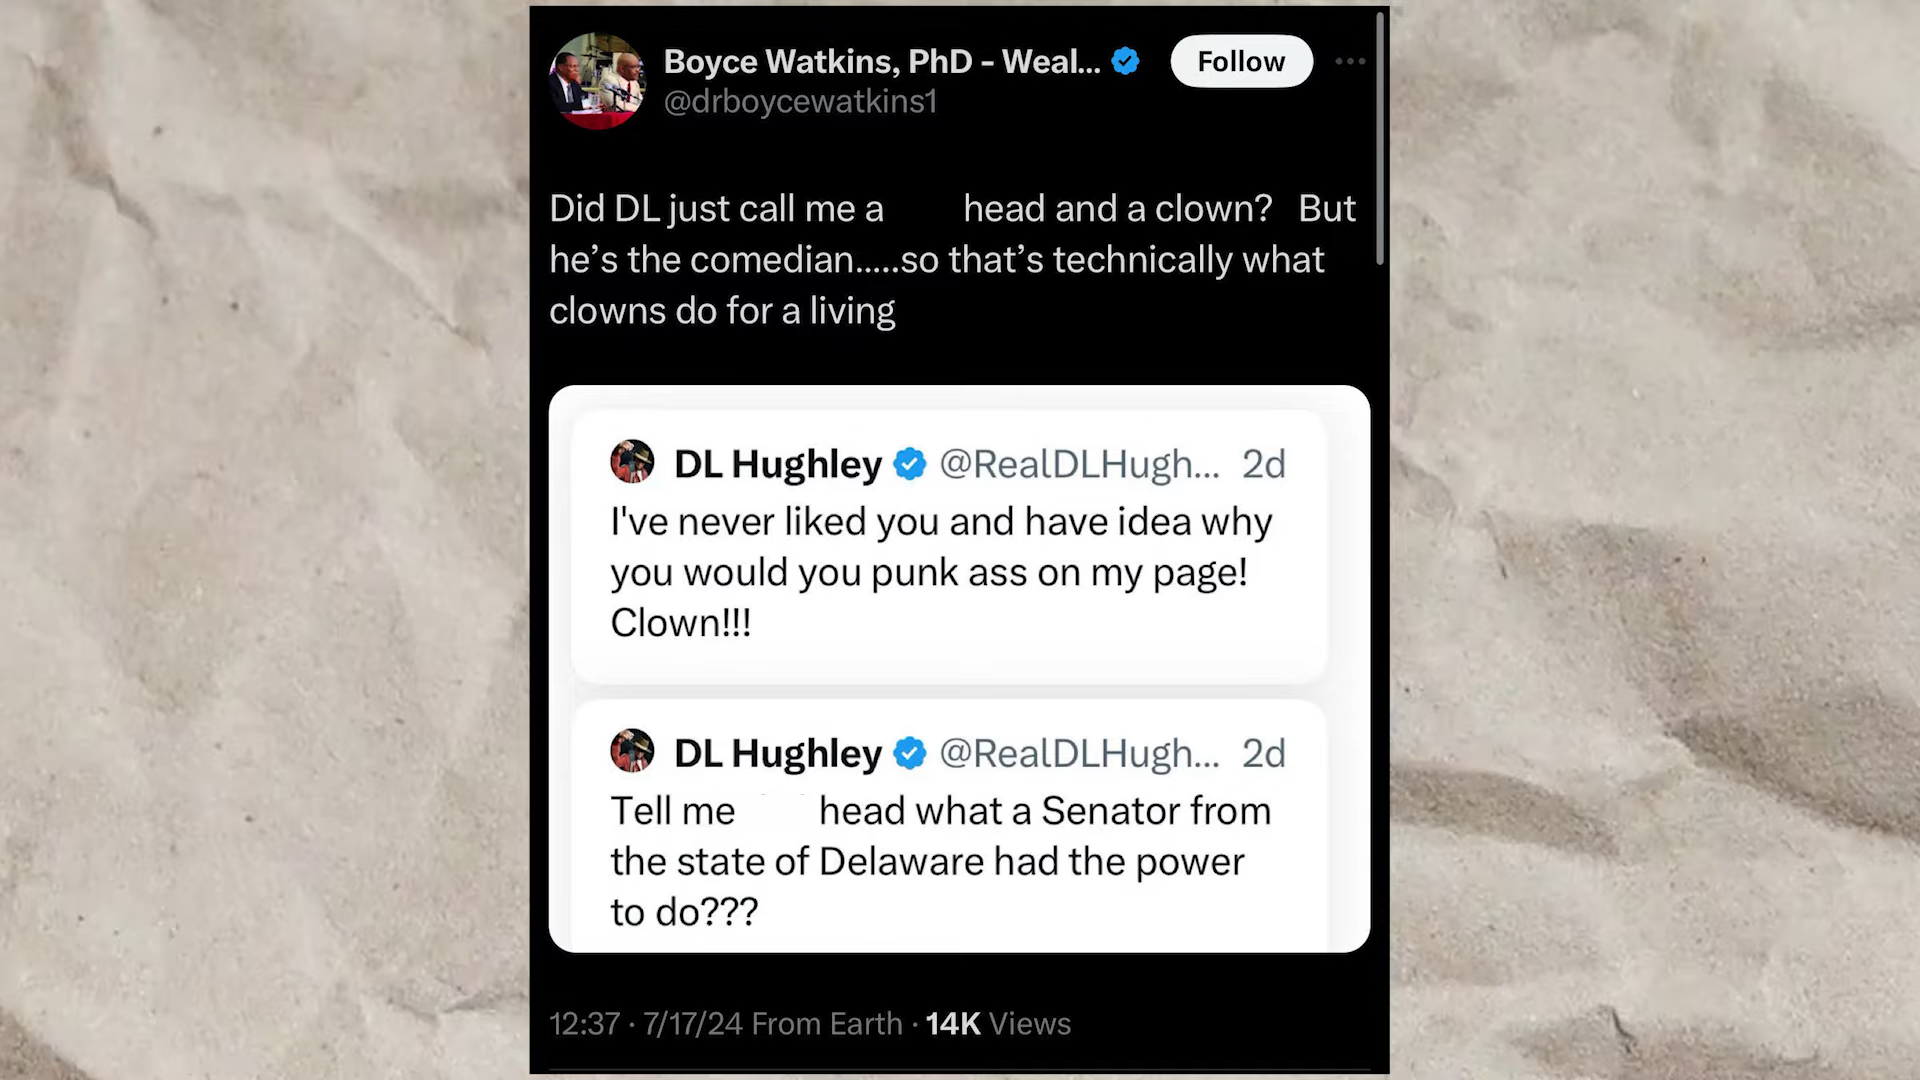 Boyce Watkins, PhD - Weal...
Follow
@drboycewatkins1
Did DL just call me a head and a clown? But
he's the comedian.....so that's technically what
clowns do for a living
DL Hughley @RealDLHugh... 2d
I've never liked you and have idea why
you would you punk ass on my page!
Clown!!!
DL Hughley @RealDLHugh... 2d
Tell me head what a Senator from
the state of Delaware had the power
to do???
12:37 · 7/17/24 From Earth · 14K Views